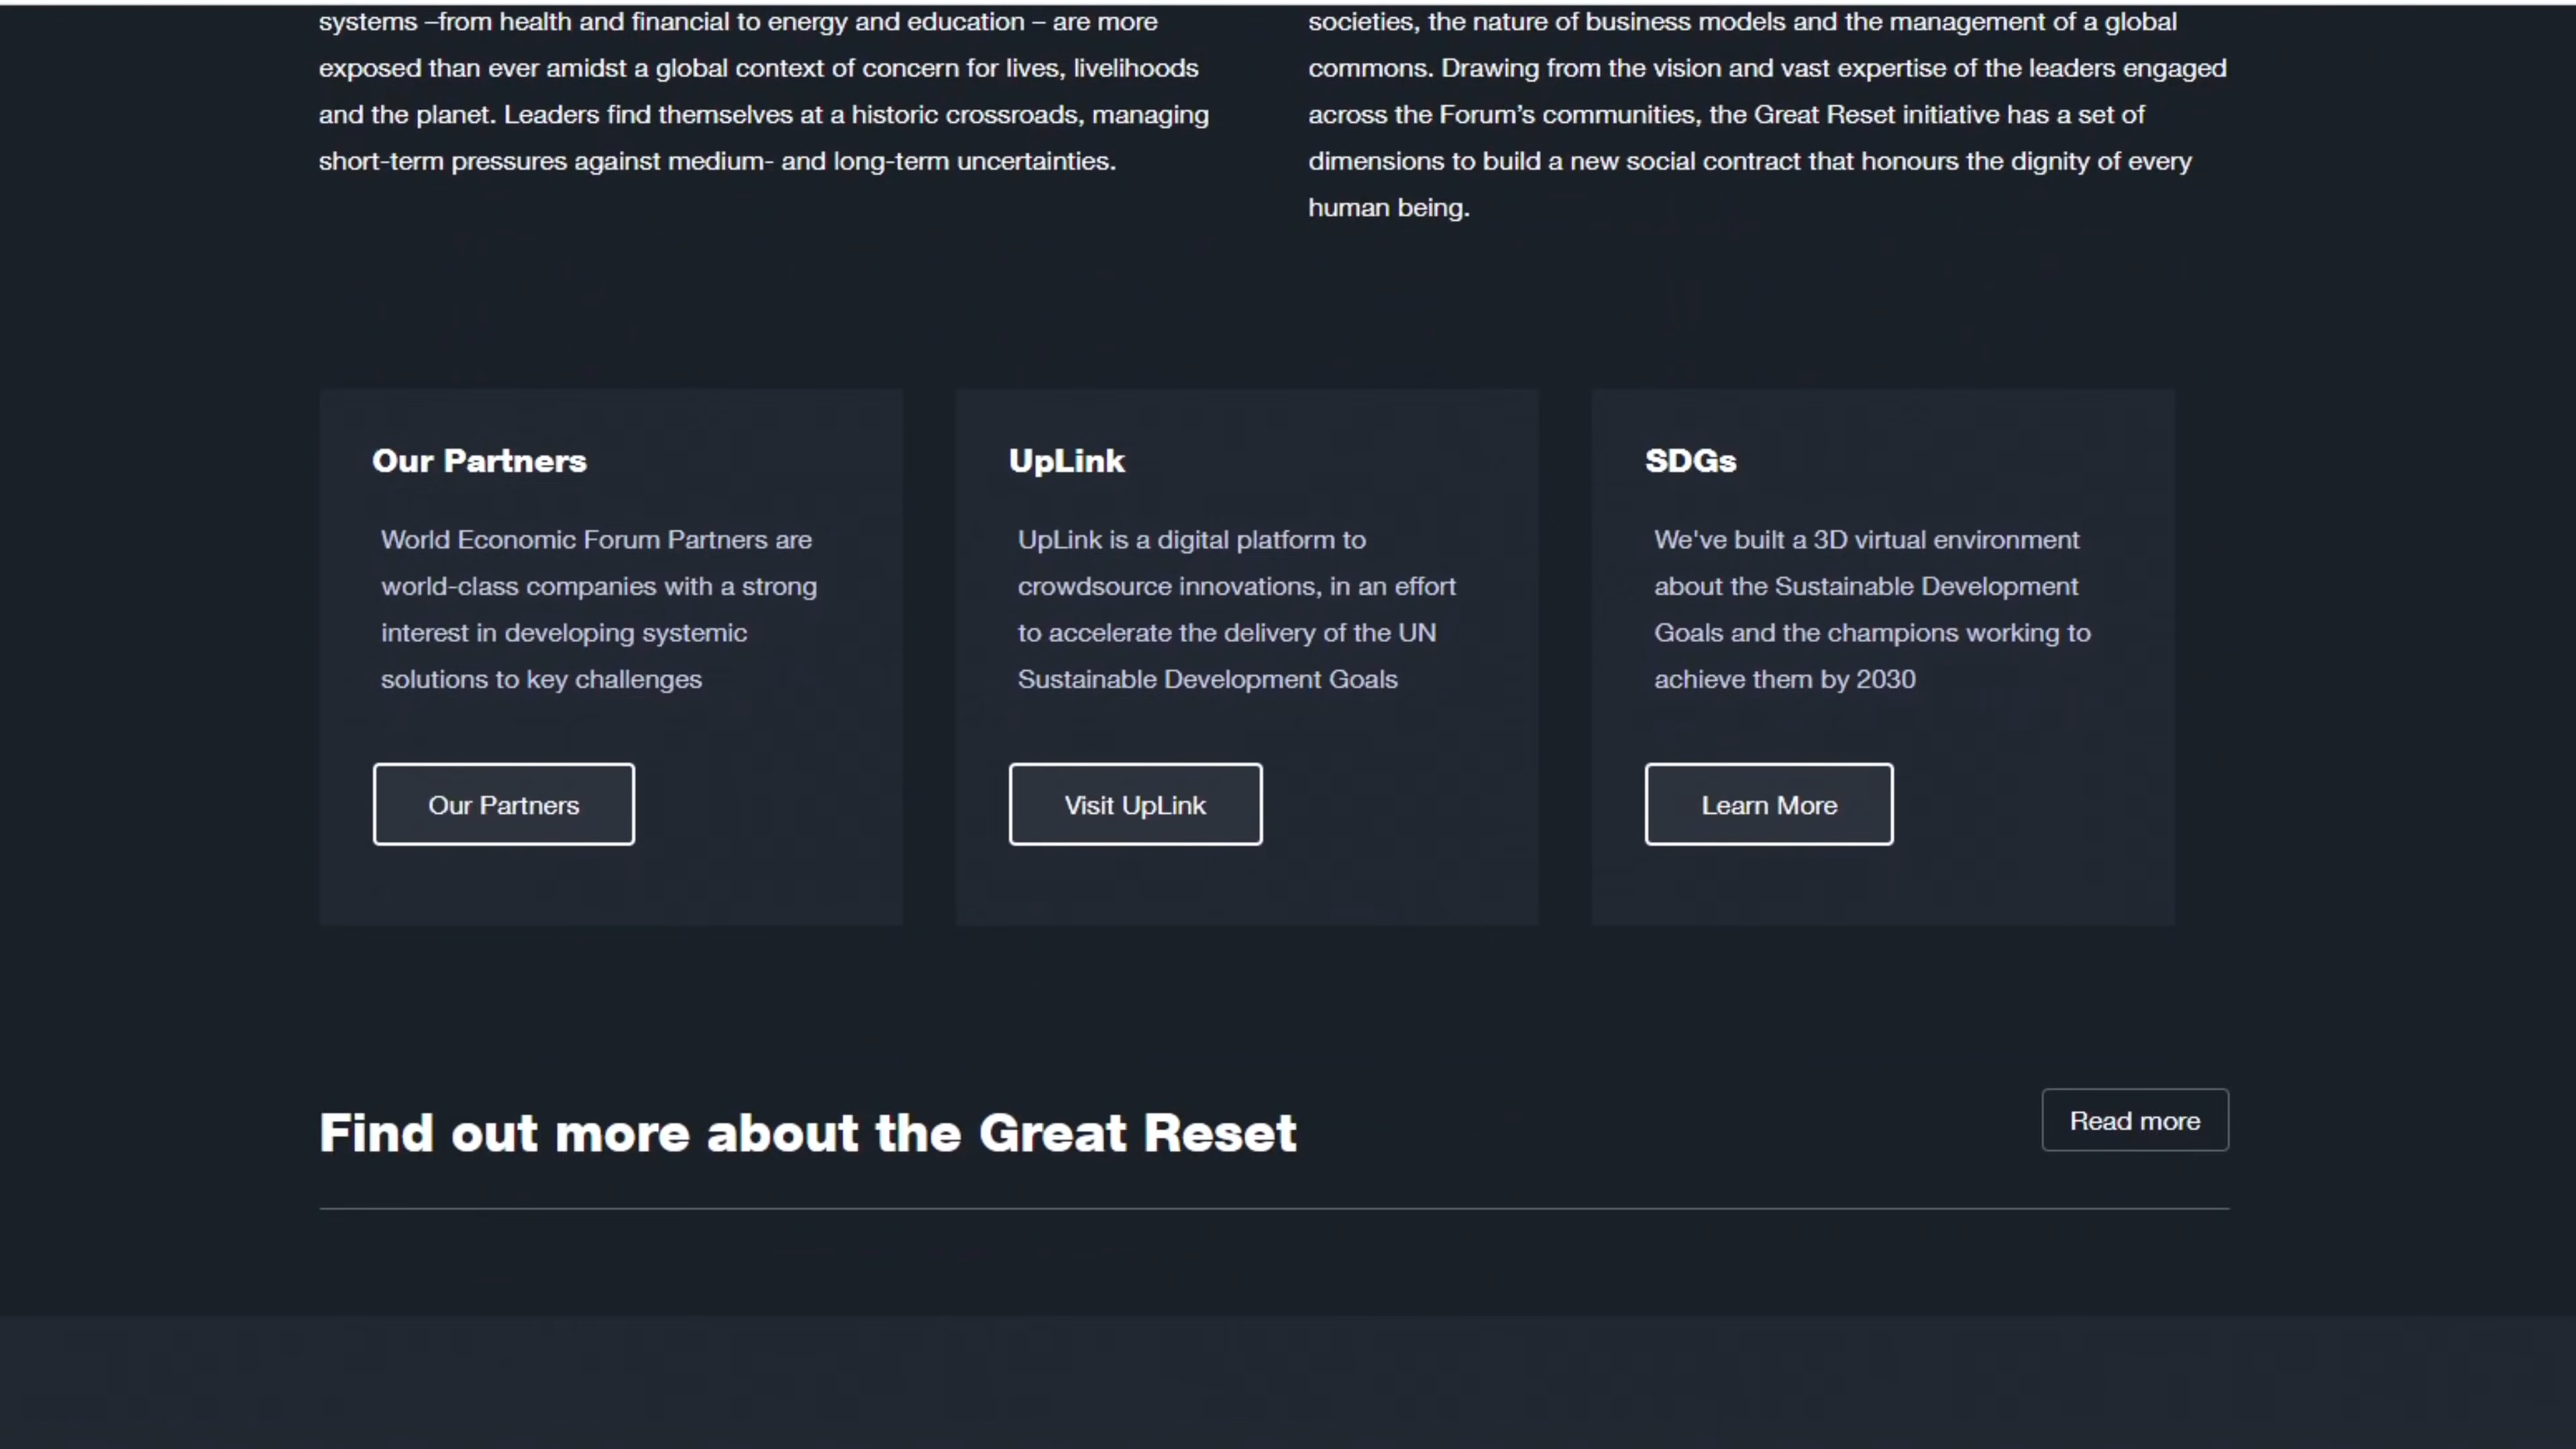 systems –from health and financial to energy and education – are more
exposed than ever amidst a global context of concern for lives, livelihoods
and the planet. Leaders find themselves at a historic crossroads, managing
short-term pressures against medium- and long-term uncertainties.
societies, the nature of business models and the management of a global
commons. Drawing from the vision and vast expertise of the leaders engaged
across the Forum’s communities, the Great Reset initiative has a set of
dimensions to build a new social contract that honours the dignity of every
human being.
Our Partners
World Economic Forum Partners are
world-class companies with a strong
interest in developing systemic
solutions to key challenges
Our Partners
UpLink
UpLink is a digital platform to
crowdsource innovations, in an effort
to accelerate the delivery of the UN
Sustainable Development Goals
Visit UpLink
SDGs
We've built a 3D virtual environment
about the Sustainable Development
Goals and the champions working to
achieve them by 2030
Learn More
Find out more about the Great Reset
Read more